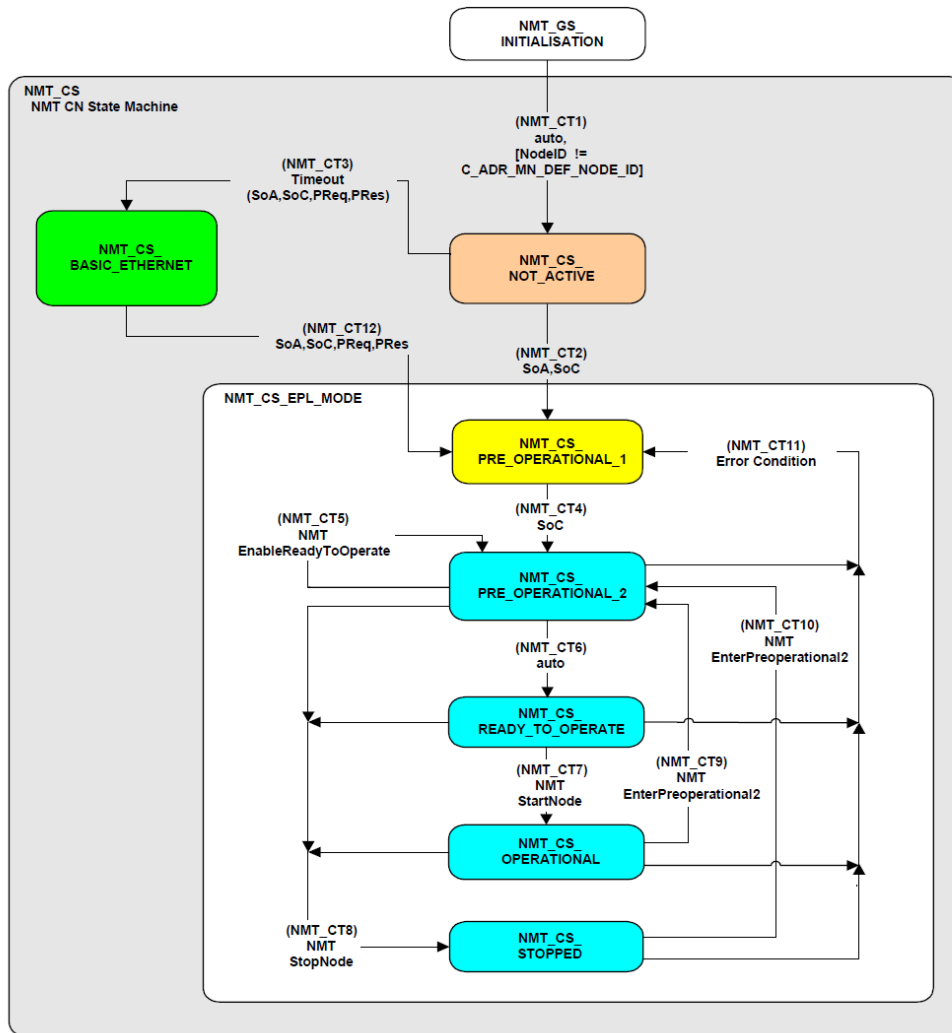 NMT_GS_
INITIALISATION
NMT_CS
NMT CN State Machine
(NMT_CT1)
auto,
[NodeID !=
C_ADR_MN_DEF_NODE_ID]
(NMT_CT3)
Timeout
(SoA,SoC,PReq,PRes)
NMT_CS_
BASIC_ETHERNET
NMT_CS_
NOT_ACTIVE
(NMT_CT12)
SoA,SoC,PReq,PRes
(NMT_CT2)
SoA,SoC
NMT_CS_EPL_MODE
NMT_CS_
PRE_OPERATIONAL_1
(NMT_CT11)
Error Condition
(NMT_CT4)
SoC
(NMT_CT5)
NMT
EnableReadyToOperate
NMT_CS_
PRE_OPERATIONAL_2
(NMT_CT10)
NMT
EnterPreoperational2
(NMT_CT6)
auto
NMT_CS_
READY_TO_OPERATE
(NMT_CT7)
NMT
StartNode
(NMT_CT9)
NMT
EnterPreoperational2
NMT_CS_
OPERATIONAL
(NMT_CT8)
NMT
StopNode
NMT_CS_
STOPPED